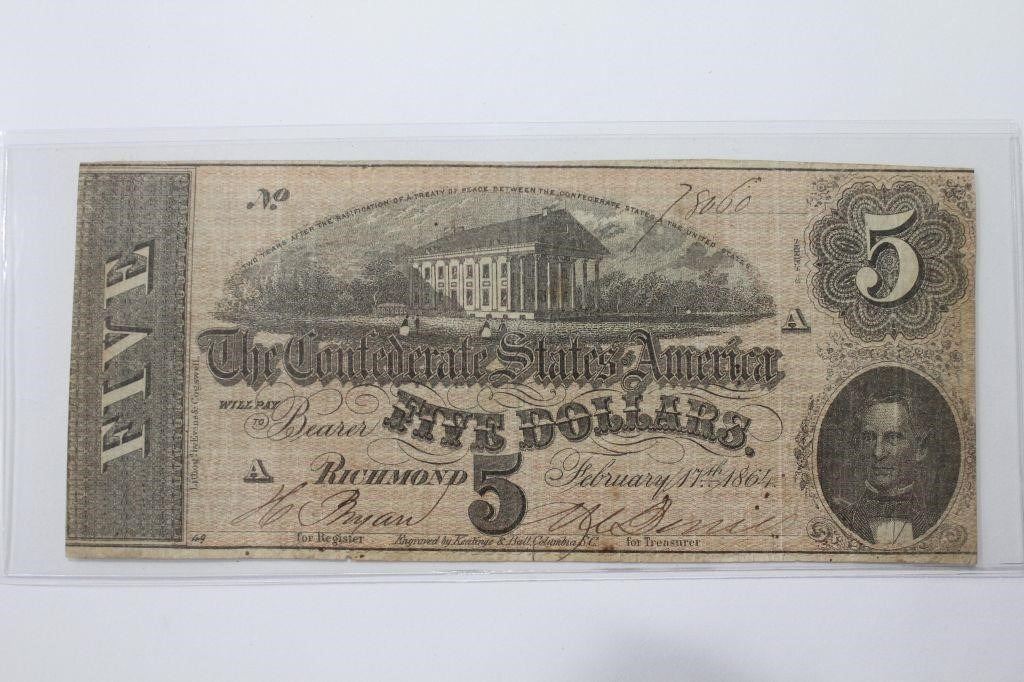 No 78060
TWO YEARS AFTER THE RATIFICATION OF A TREATY OF PEACE BETWEEN THE CONFEDERATE STATES & THE UNITED STATES
FIVE
5
A
The Confederate States of America
WILL PAY
TO Bearer FIVE DOLLARS.
A RICHMOND 5 February 17th 1864
H Bryan
for Register Engraved by Keatinge & Ball, Columbia, S.C. for Treasurer